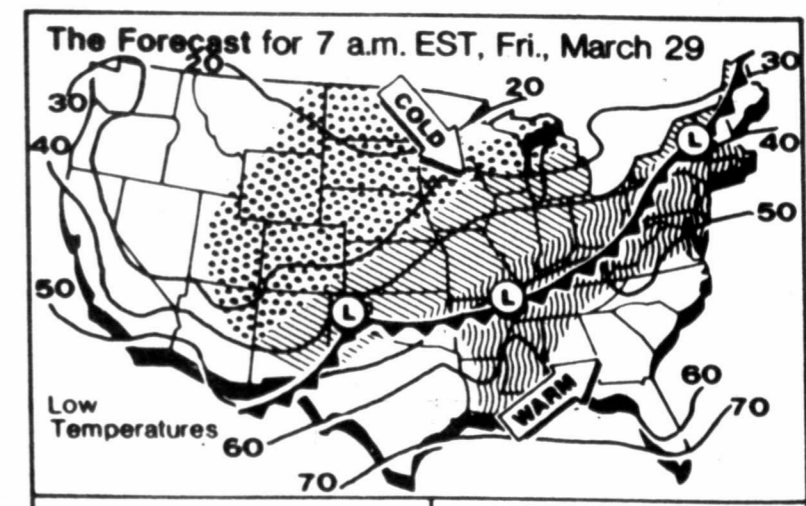 The Forecast for 7 a.m. EST, Fri., March 29
20
30
30
COLD
20
40
L
40
50
50
L
L
Low
Temperatures
WARM
60
60
70
70